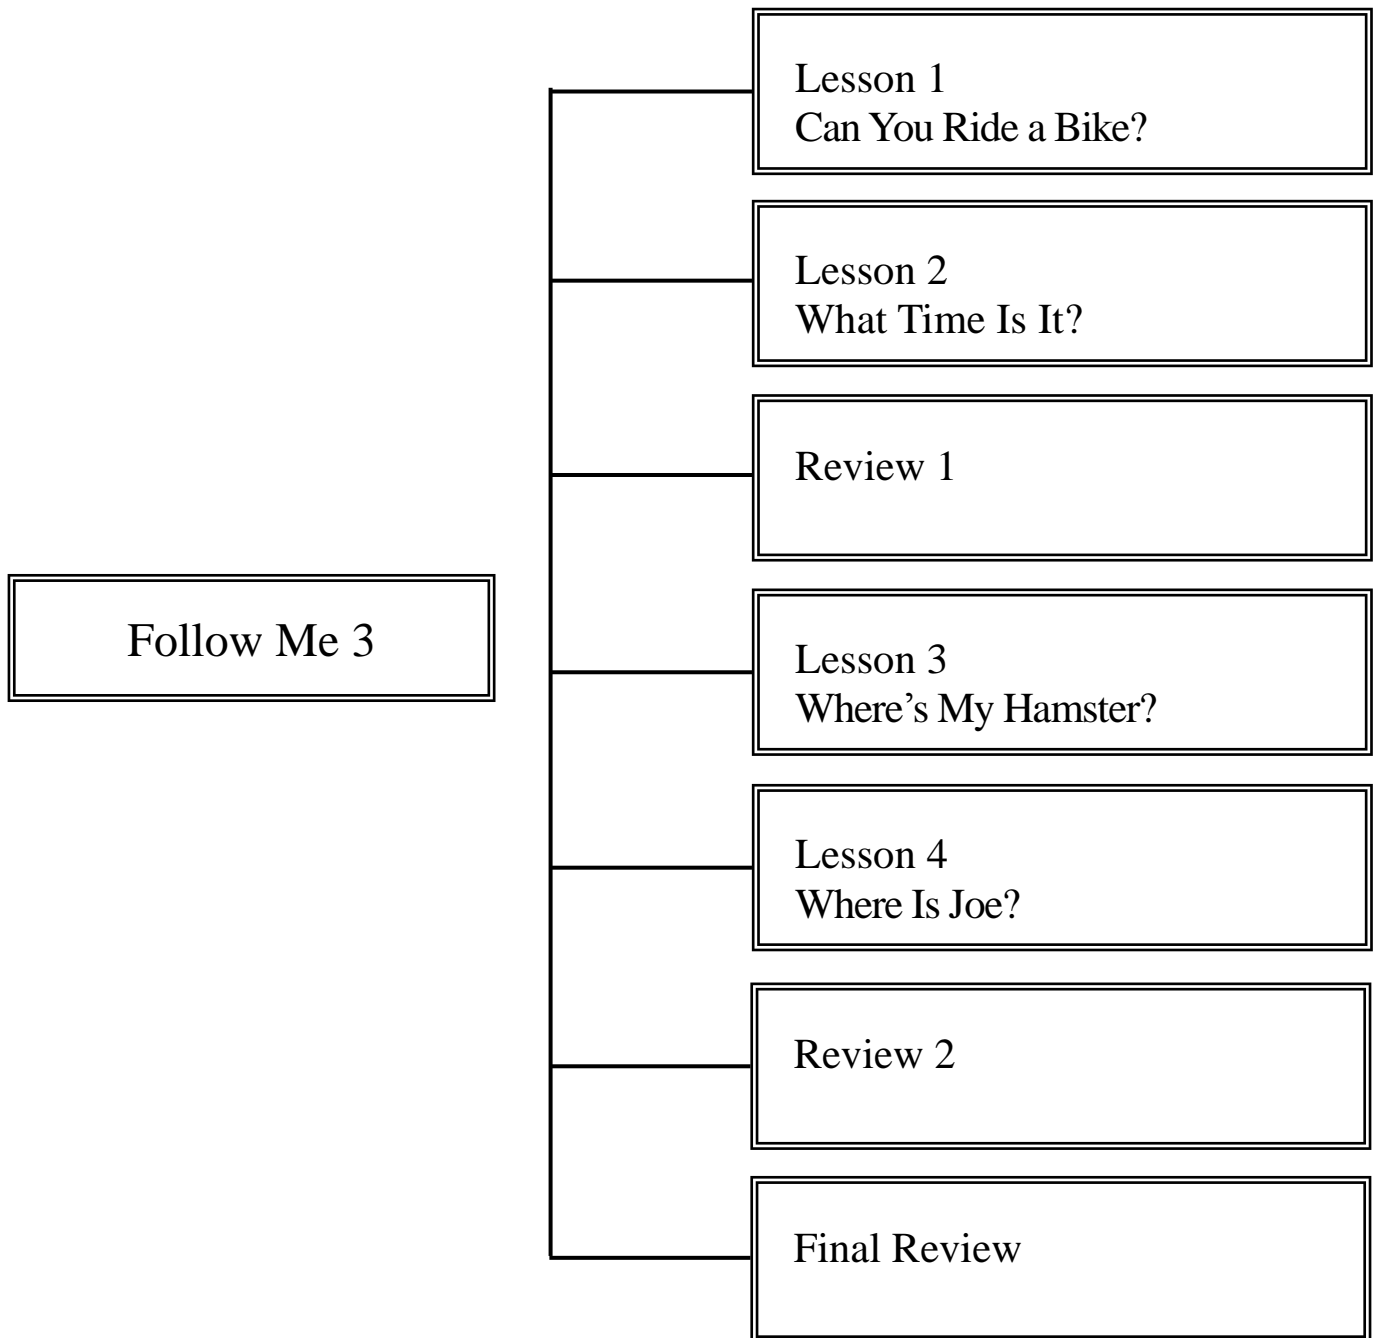 Follow Me 3
Lesson 1
Can You Ride a Bike?
Lesson 2
What Time Is It?
Review 1
Lesson 3
Where’s My Hamster?
Lesson 4
Where Is Joe?
Review 2
Final Review